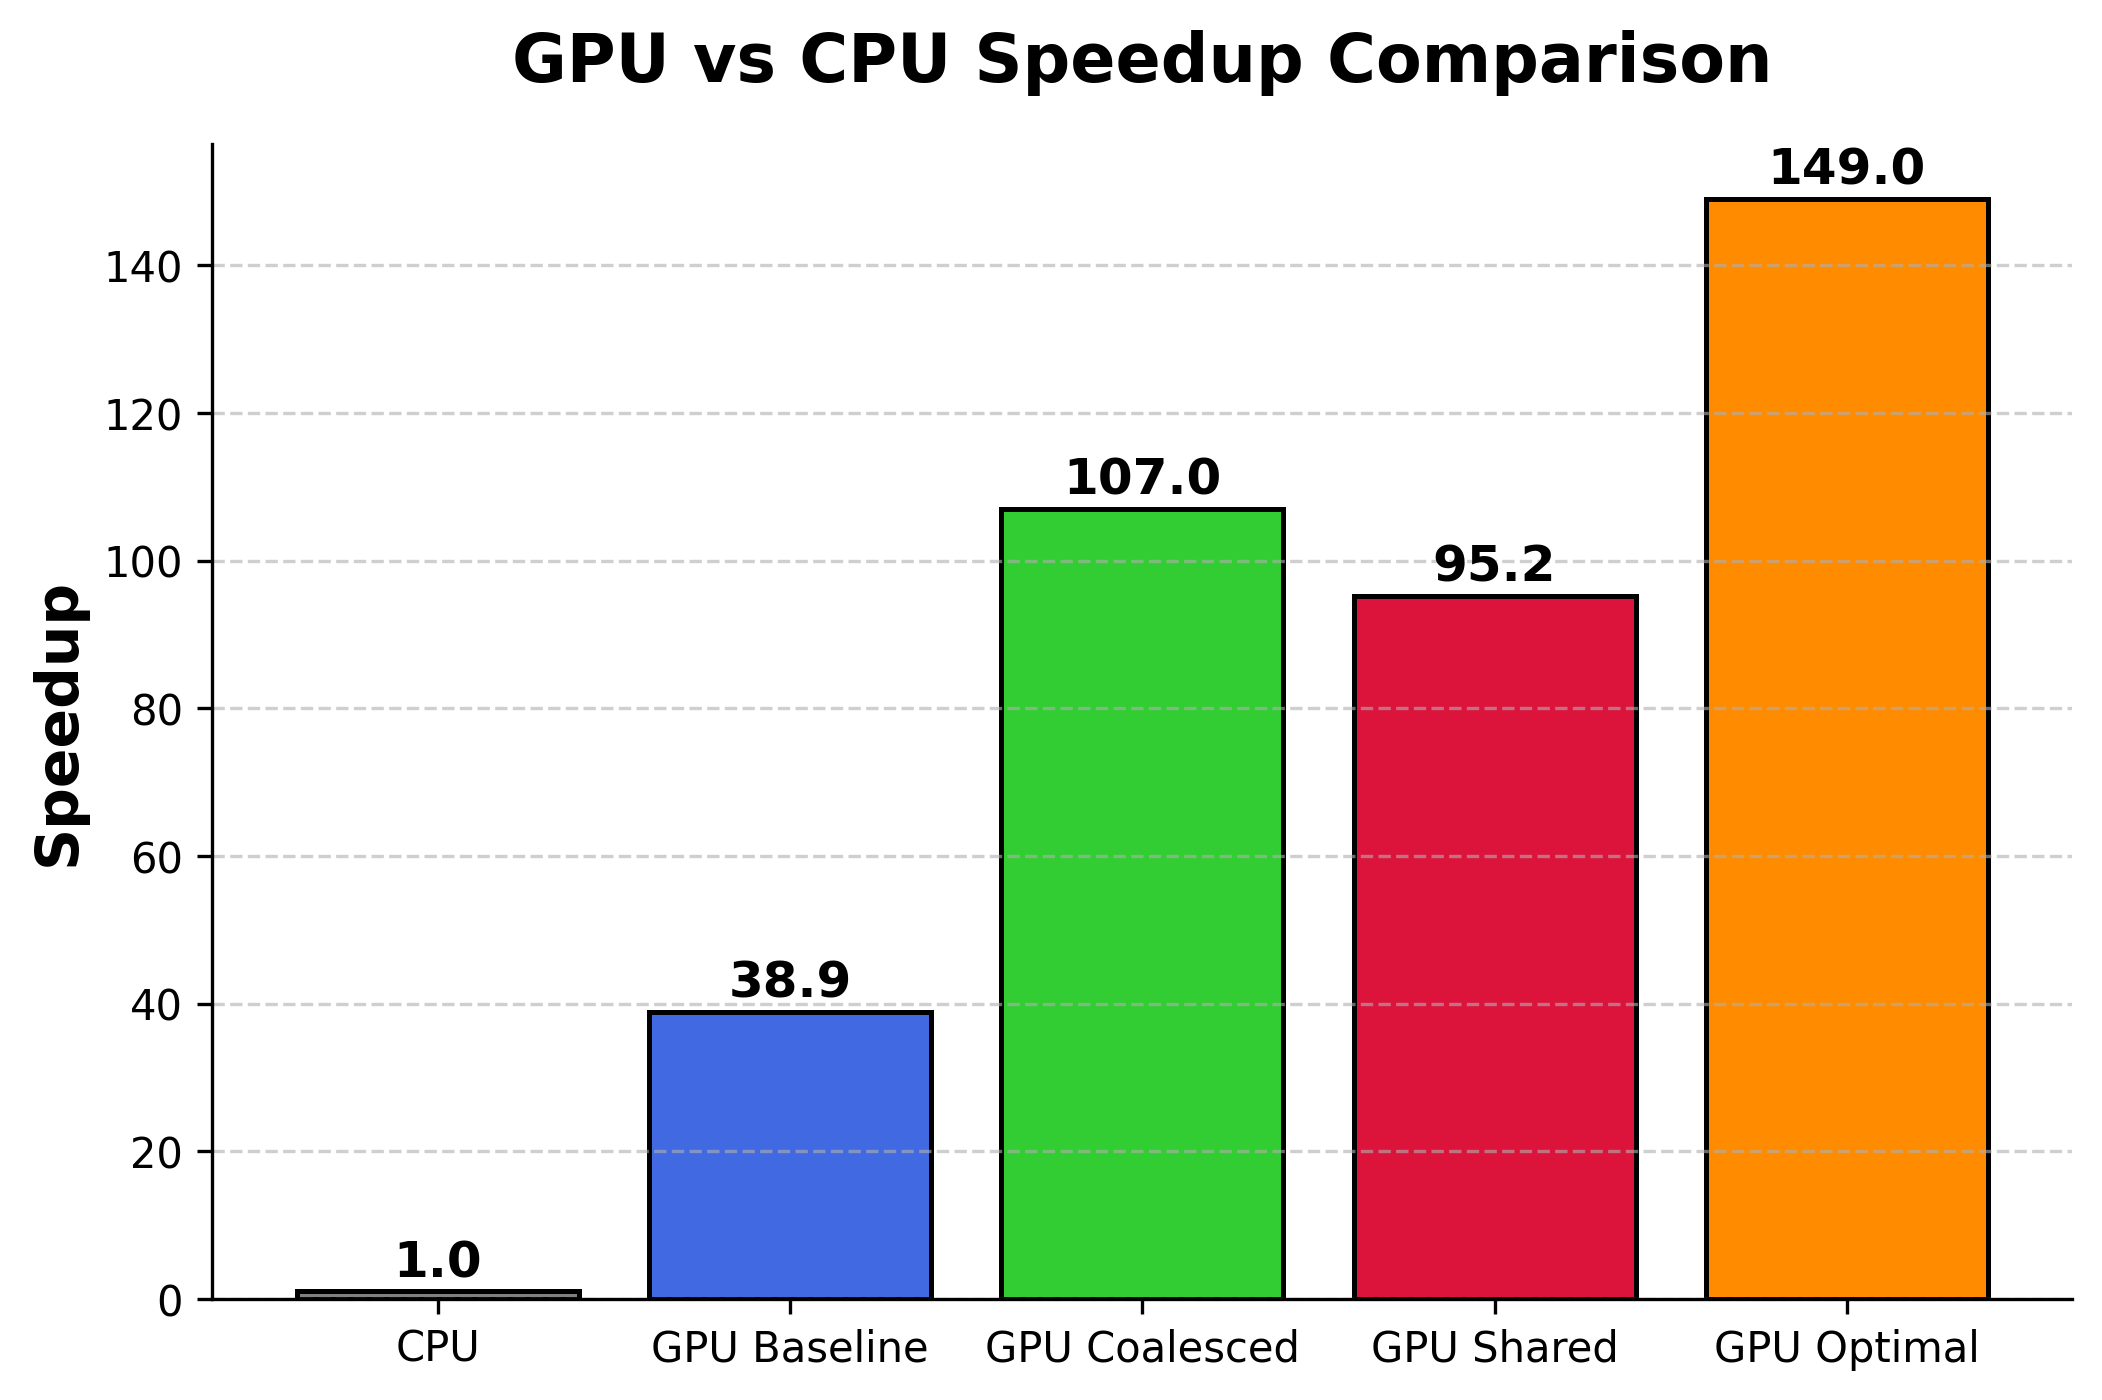 GPU vs CPU Speedup Comparison
Speedup
140
120
100
80
60
40
20
0
1.0
38.9
107.0
95.2
149.0
CPU
GPU Baseline
GPU Coalesced
GPU Shared
GPU Optimal